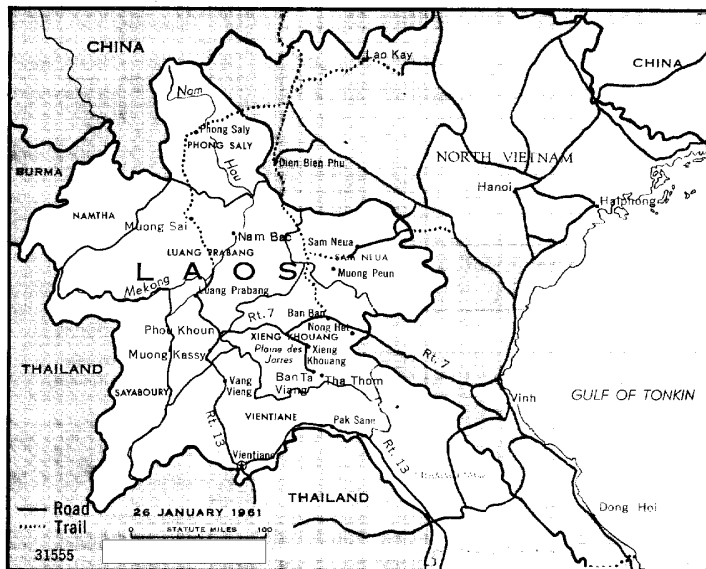 CHINA
Lao Kay
CHINA
Nam
Phong Saly
PHONG SALY
Hou
Dien Bien Phu
BURMA
NORTH VIETNAM
Hanoi
Haiphong
NAMTHA
Muong Sai
Nam Bac
Sam Neua
SAM NEUA
LUANG PRABANG
Muong Peun
LAOS
Mekong
Luang Prabang
Rt. 7
Ban Ban
Nong Het
Phou Khoun
XIENG KHOUANG
Plaine des
Jarres
Xieng
Khouang
Rt. 7
THAILAND
Muong Kassy
Ban Ta
Viang
Tha Thom
SAYABOURY
Vang
Vieng
Vinh
GULF OF TONKIN
VIENTIANE
Pak Sane
Rt. 13
Rt. 13
Vientiane
THAILAND
Dong Hoi
Road
Trail
26 JANUARY 1961
STATUTE MILES
0 100
31555